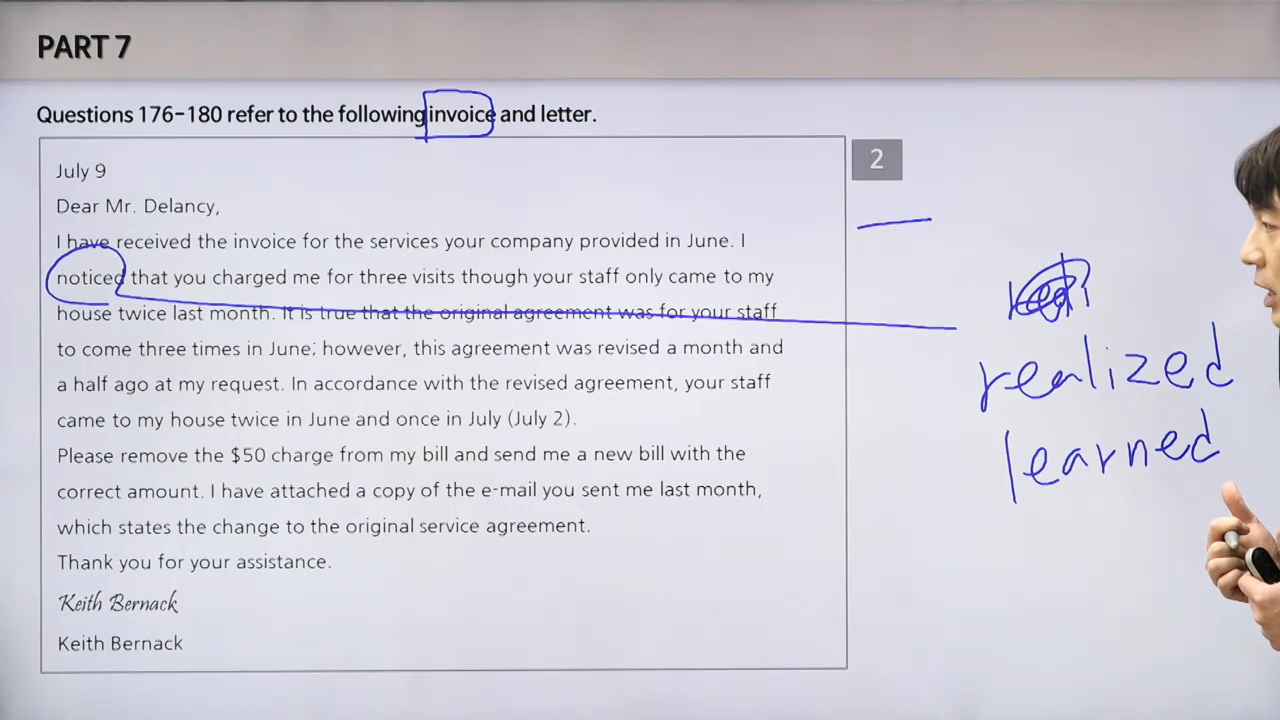 PART 7
Questions 176-180 refer to the following invoice and letter.
2
July 9
Dear Mr. Delancy,
I have received the invoice for the services your company provided in June. I
noticed that you charged me for three visits though your staff only came to my
house twice last month. It is true that the original agreement was for your staff
to come three times in June; however, this agreement was revised a month and
a half ago at my request. In accordance with the revised agreement, your staff
came to my house twice in June and once in July (July 2).
Please remove the $50 charge from my bill and send me a new bill with the
correct amount. I have attached a copy of the e-mail you sent me last month,
which states the change to the original service agreement.
Thank you for your assistance.
Keith Bernack
Keith Bernack
realized
learned